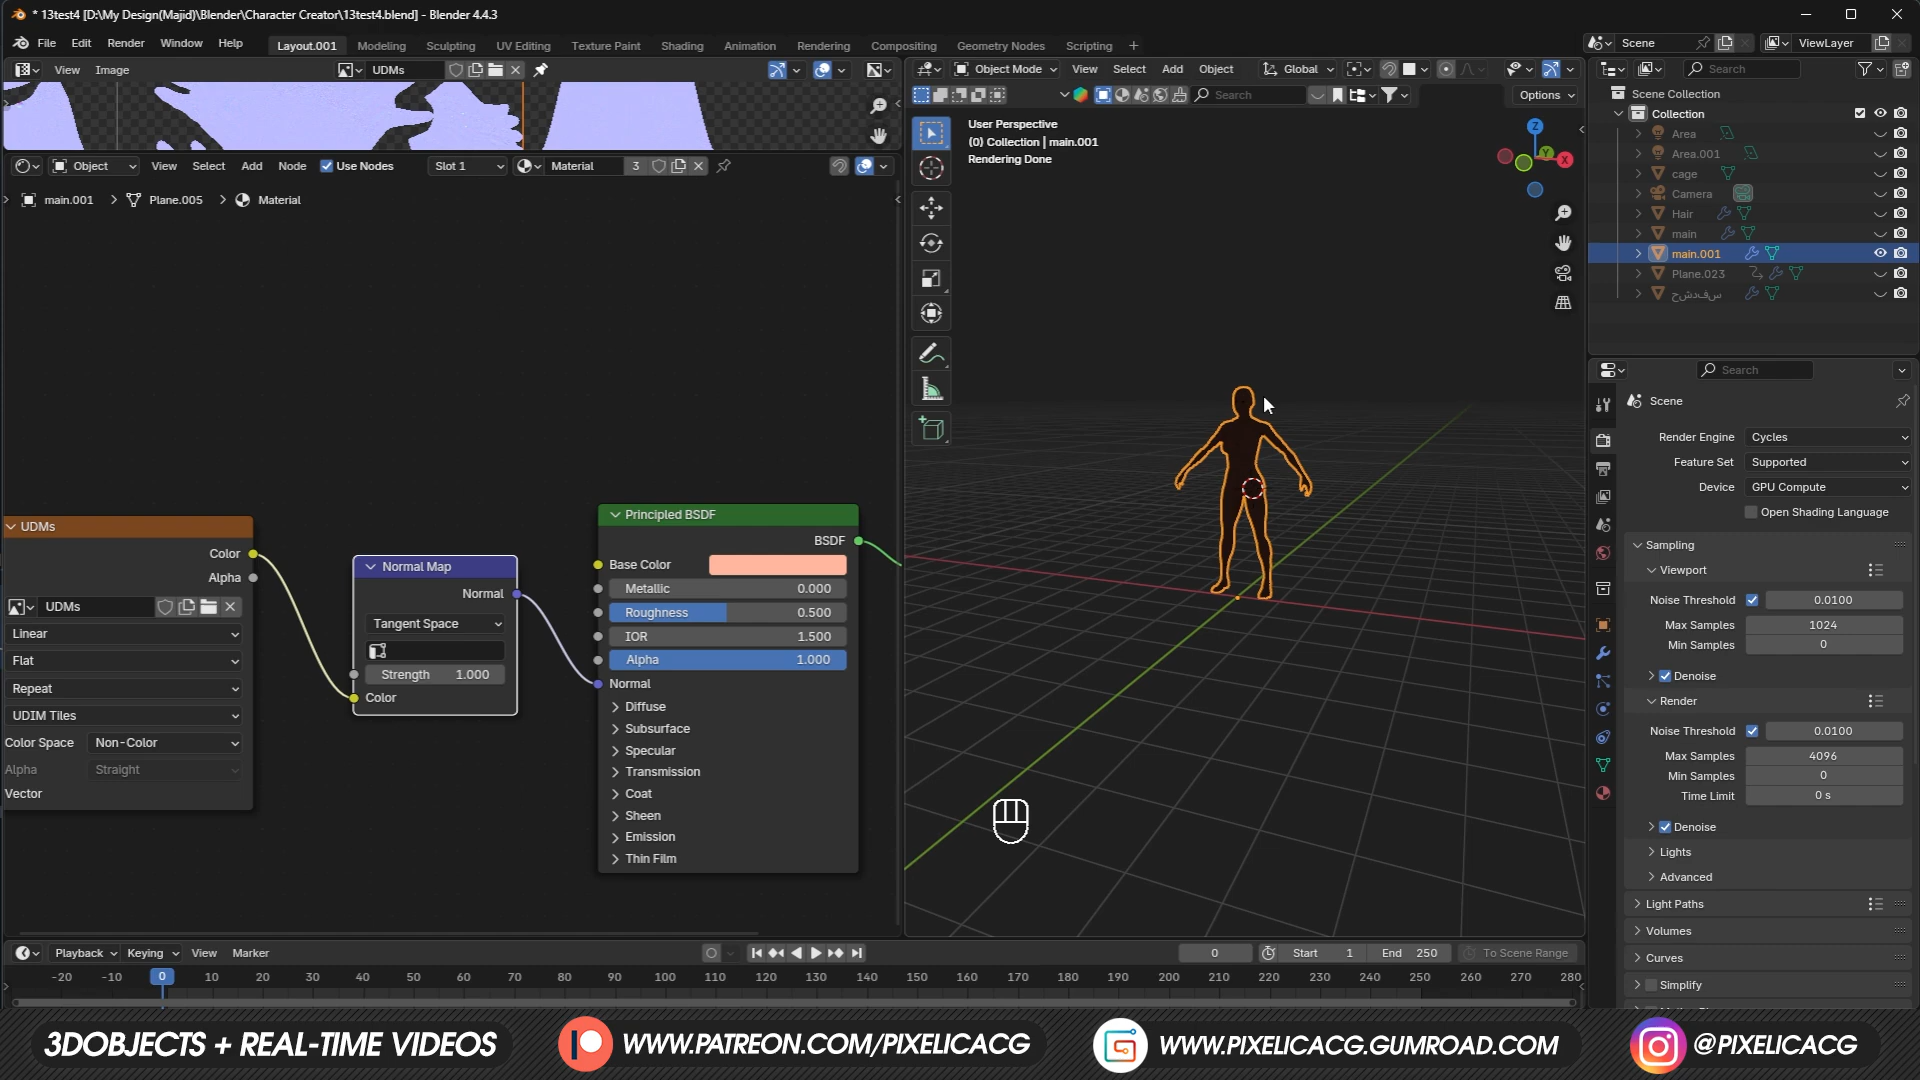 * 13test4 [D:\My Design(Majid)\Blender\Character Creator\13test4.blend] - Blender 4.4.3
File Edit Render Window Help Layout.001 Modeling Sculpting UV Editing Texture Paint Shading Animation Rendering Compositing Geometry Nodes Scripting + Scene ViewLayer
View Image UDMs
Object Mode View Select Add Object Global Search
Search Options
User Perspective
(0) Collection | main.001
Rendering Done
Z
Y
X
Object View Select Add Node Use Nodes Slot 1 Material 3
main.001 > Plane.005 > Material
UDMs
Color
Alpha
UDMs
Linear
Flat
Repeat
UDIM Tiles
Color Space Non-Color
Alpha Straight
Vector
Normal Map
Normal
Tangent Space
Strength 1.000
Color
Principled BSDF
BSDF
Base Color
Metallic 0.000
Roughness 0.500
IOR 1.500
Alpha 1.000
Normal
Diffuse
Subsurface
Specular
Transmission
Coat
Sheen
Emission
Thin Film
Scene Collection
Collection
Area
Area.001
cage
Camera
Hair
main
main.001
Plane.023
Search
Scene
Render Engine Cycles
Feature Set Supported
Device GPU Compute
Open Shading Language
Sampling
Viewport
Noise Threshold 0.0100
Max Samples 1024
Min Samples 0
Denoise
Render
Noise Threshold 0.0100
Max Samples 4096
Min Samples 0
Time Limit 0 s
Denoise
Lights
Advanced
Light Paths
Volumes
Curves
Simplify
Playback Keying View Marker 0 Start 1 End 250 To Scene Range
-20 -10 0 10 20 30 40 50 60 70 80 90 100 110 120 130 140 150 160 170 180 190 200 210 220 230 240 250 260 270 280
3DOBJECTS + REAL-TIME VIDEOS WWW.PATREON.COM/PIXELICACG WWW.PIXELICACG.GUMROAD.COM @PIXELICACG